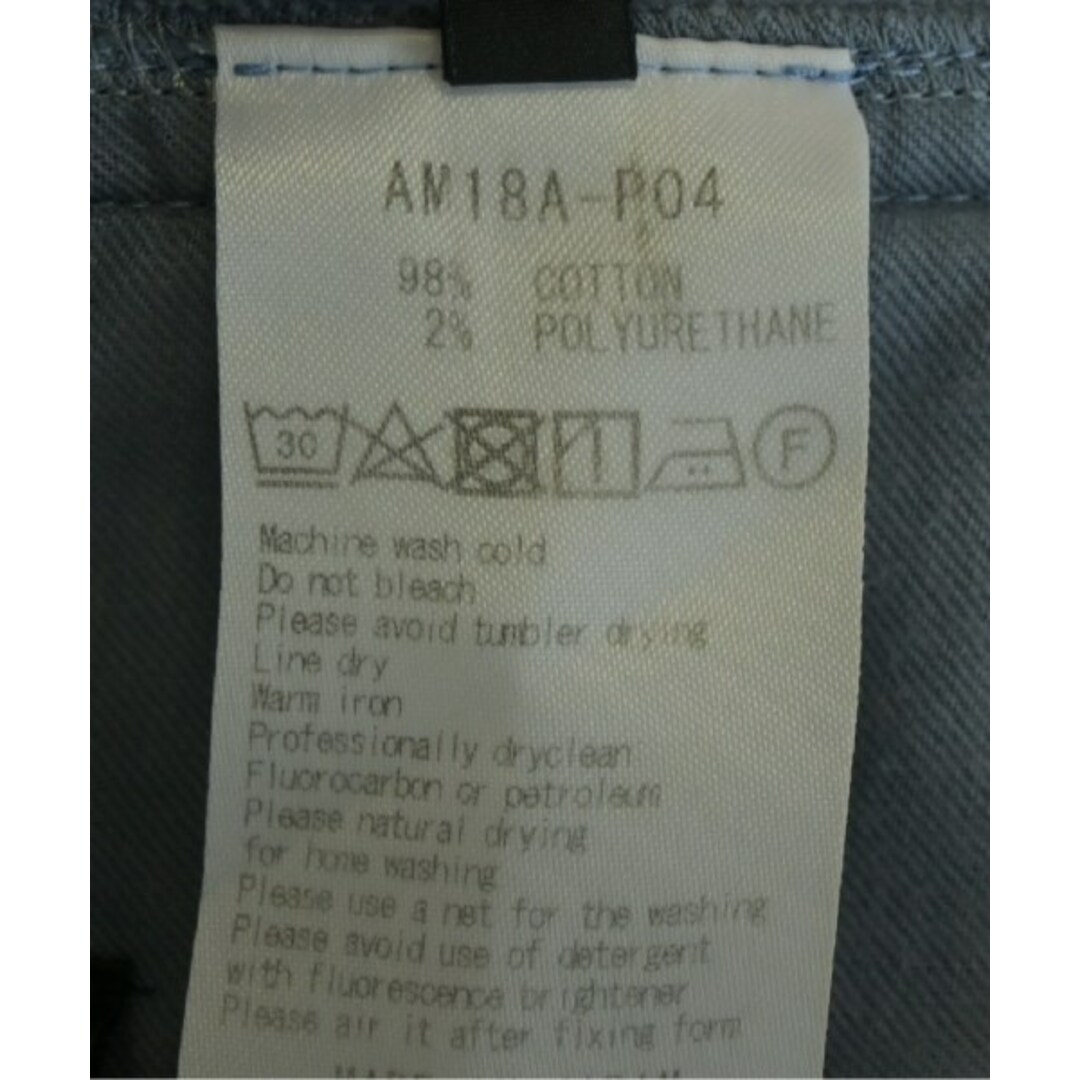 AM18A-P04
98% COTTON
2% POLYURETHANE
30 F
Machine wash cold
Do not bleach
Please avoid tumbler drying
Line dry
Warm iron
Professionally dryclean
Fluorocarbon or petroleum
Please natural drying
for home washing
Please use a net for the washing
Please avoid use of detergent
with fluorescence brightener
Please air it after fixing form